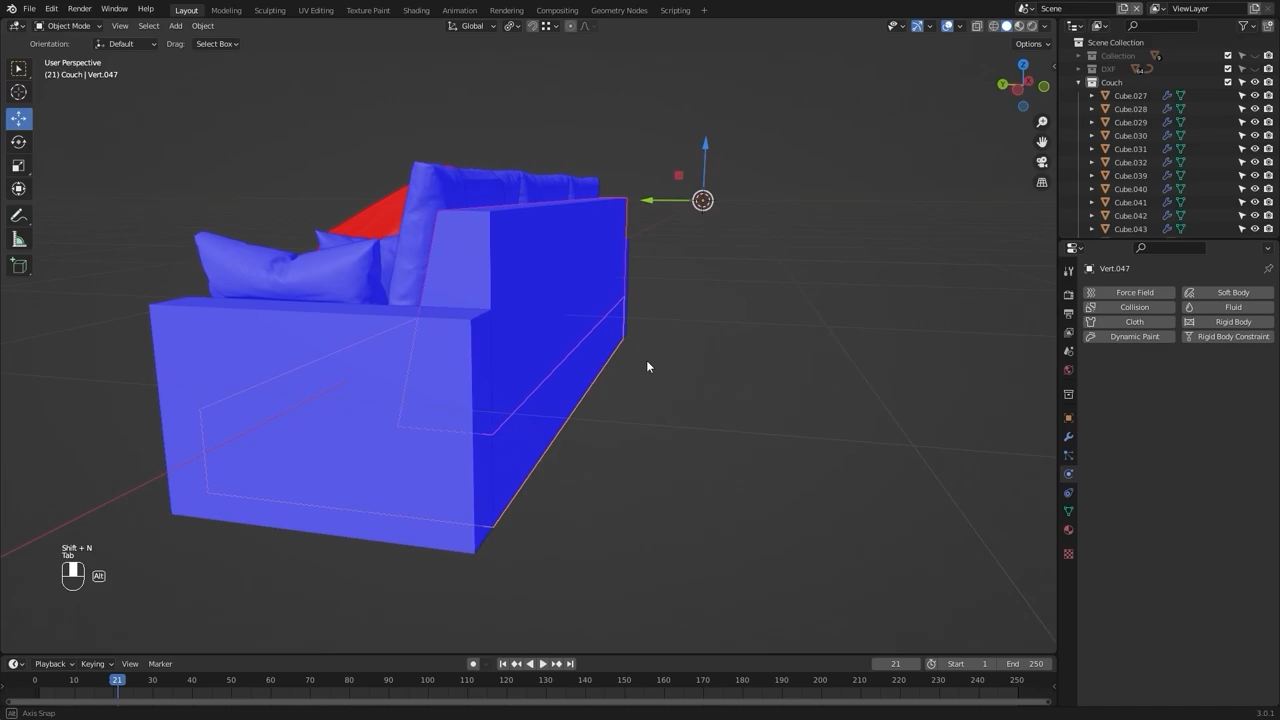 File Edit Render Window Help Layout Modeling Sculpting UV Editing Texture Paint Shading Animation Rendering Compositing Geometry Nodes Scripting + Scene ViewLayer
Object Mode View Select Add Object Global
Orientation: Default Drag: Select Box Options
User Perspective
(21) Couch | Vert.047
Z
Y
X
Scene Collection
Collection 9
DXF 64
Couch
Cube.027
Cube.028
Cube.029
Cube.030
Cube.031
Cube.032
Cube.039
Cube.040
Cube.041
Cube.042
Cube.043
Vert.047
Force Field Soft Body
Collision Fluid
Cloth Rigid Body
Dynamic Paint Rigid Body Constraint
Shift + N
Tab
Alt
Playback Keying View Marker 21 Start 1 End 250
0 10 21 30 40 50 60 70 80 90 100 110 120 130 140 150 160 170 180 190 200 210 220 230 240 250
Alt Axis Snap 3.0.1